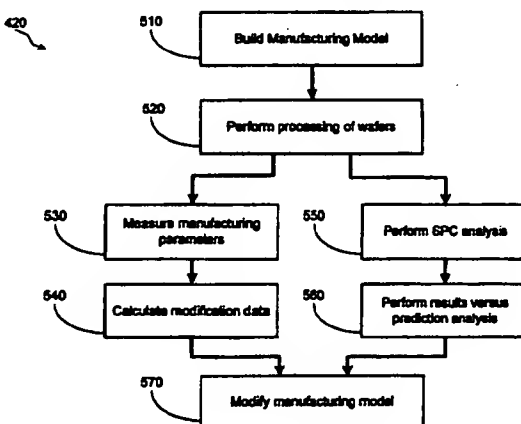 420
510
Build Manufacturing Model
520
Perform processing of wafers
530
Measure manufacturing
parameters
550
Perform SPC analysis
540
Calculate modification data
560
Perform results versus
prediction analysis
570
Modify manufacturing model